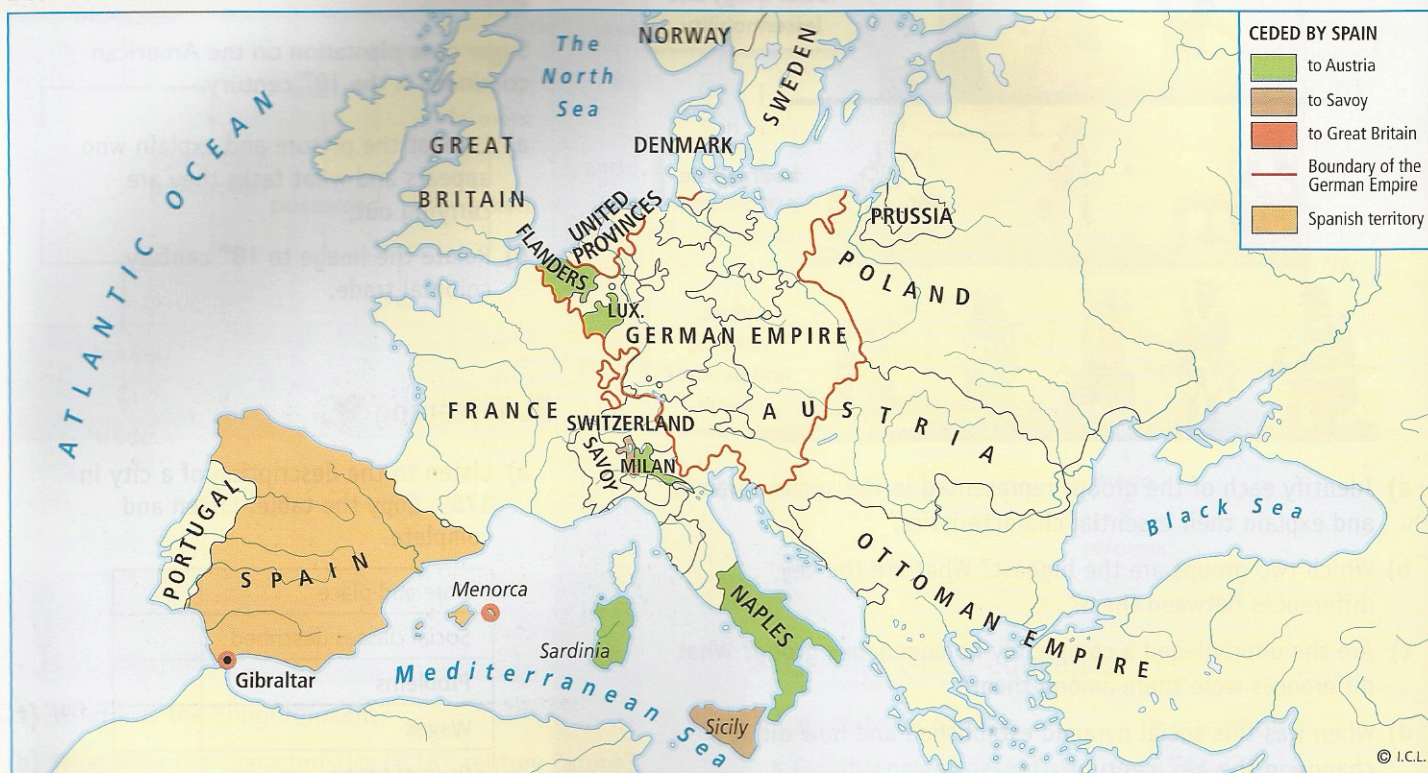 CEDED BY SPAIN
to Austria
to Savoy
to Great Britain
Boundary of the
German Empire
Spanish territory
The
North
Sea
NORWAY
SWEDEN
ATLANTIC OCEAN
GREAT
BRITAIN
DENMARK
UNITED
PROVINCES
FLANDERS
PRUSSIA
POLAND
LUX.
GERMAN EMPIRE
FRANCE
SWITZERLAND
AUSTRIA
SAVOY
MILAN
Black Sea
PORTUGAL
SPAIN
OTTOMAN EMPIRE
Menorca
NAPLES
Sardinia
Gibraltar
Mediterranean Sea
Sicily
© I.C.L.